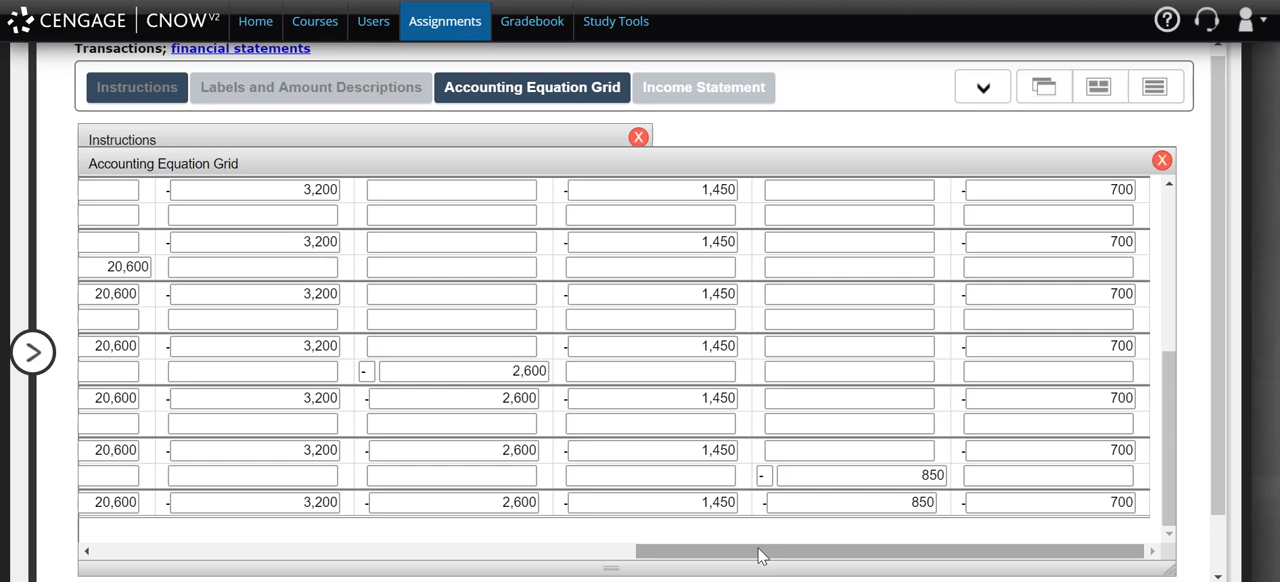 CENGAGE | CNOWv2 Home Courses Users Assignments Gradebook Study Tools
Transactions; financial statements
Instructions Labels and Amount Descriptions Accounting Equation Grid Income Statement
Instructions X
Accounting Equation Grid X
- 3,200 - 1,450 - 700
- 3,200 - 1,450 - 700
20,600
20,600 - 3,200 - 1,450 - 700
20,600 - 3,200 - 1,450 - 700
- 2,600
20,600 - 3,200 - 2,600 - 1,450 - 700
20,600 - 3,200 - 2,600 - 1,450 - 700
- 850
20,600 - 3,200 - 2,600 - 1,450 - 850 - 700